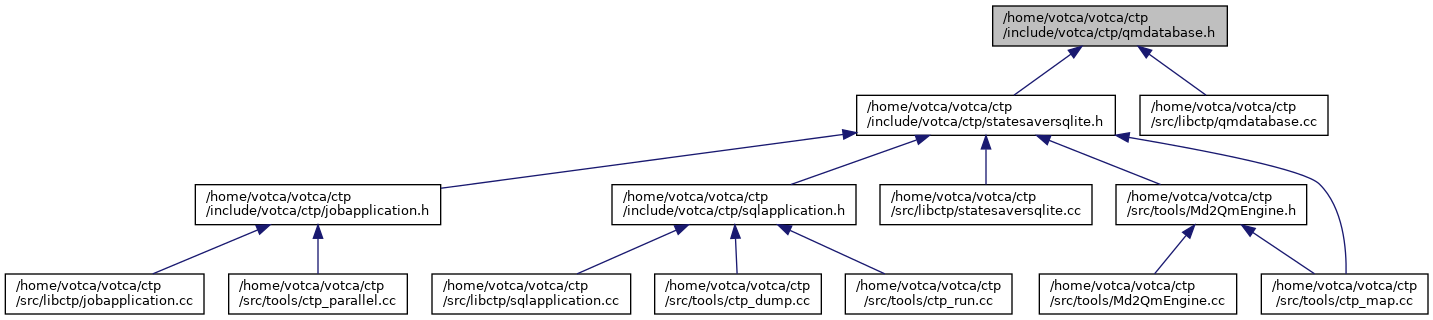 /home/votca/votca/ctp
/include/votca/ctp/qmdatabase.h
/home/votca/votca/ctp
/include/votca/ctp/statesaversqlite.h
/home/votca/votca/ctp
/src/libctp/qmdatabase.cc
/home/votca/votca/ctp
/include/votca/ctp/jobapplication.h
/home/votca/votca/ctp
/include/votca/ctp/sqlapplication.h
/home/votca/votca/ctp
/src/libctp/statesaversqlite.cc
/home/votca/votca/ctp
/src/tools/Md2QmEngine.h
/home/votca/votca/ctp
/src/libctp/jobapplication.cc
/home/votca/votca/ctp
/src/tools/ctp_parallel.cc
/home/votca/votca/ctp
/src/libctp/sqlapplication.cc
/home/votca/votca/ctp
/src/tools/ctp_dump.cc
/home/votca/votca/ctp
/src/tools/ctp_run.cc
/home/votca/votca/ctp
/src/tools/Md2QmEngine.cc
/home/votca/votca/ctp
/src/tools/ctp_map.cc